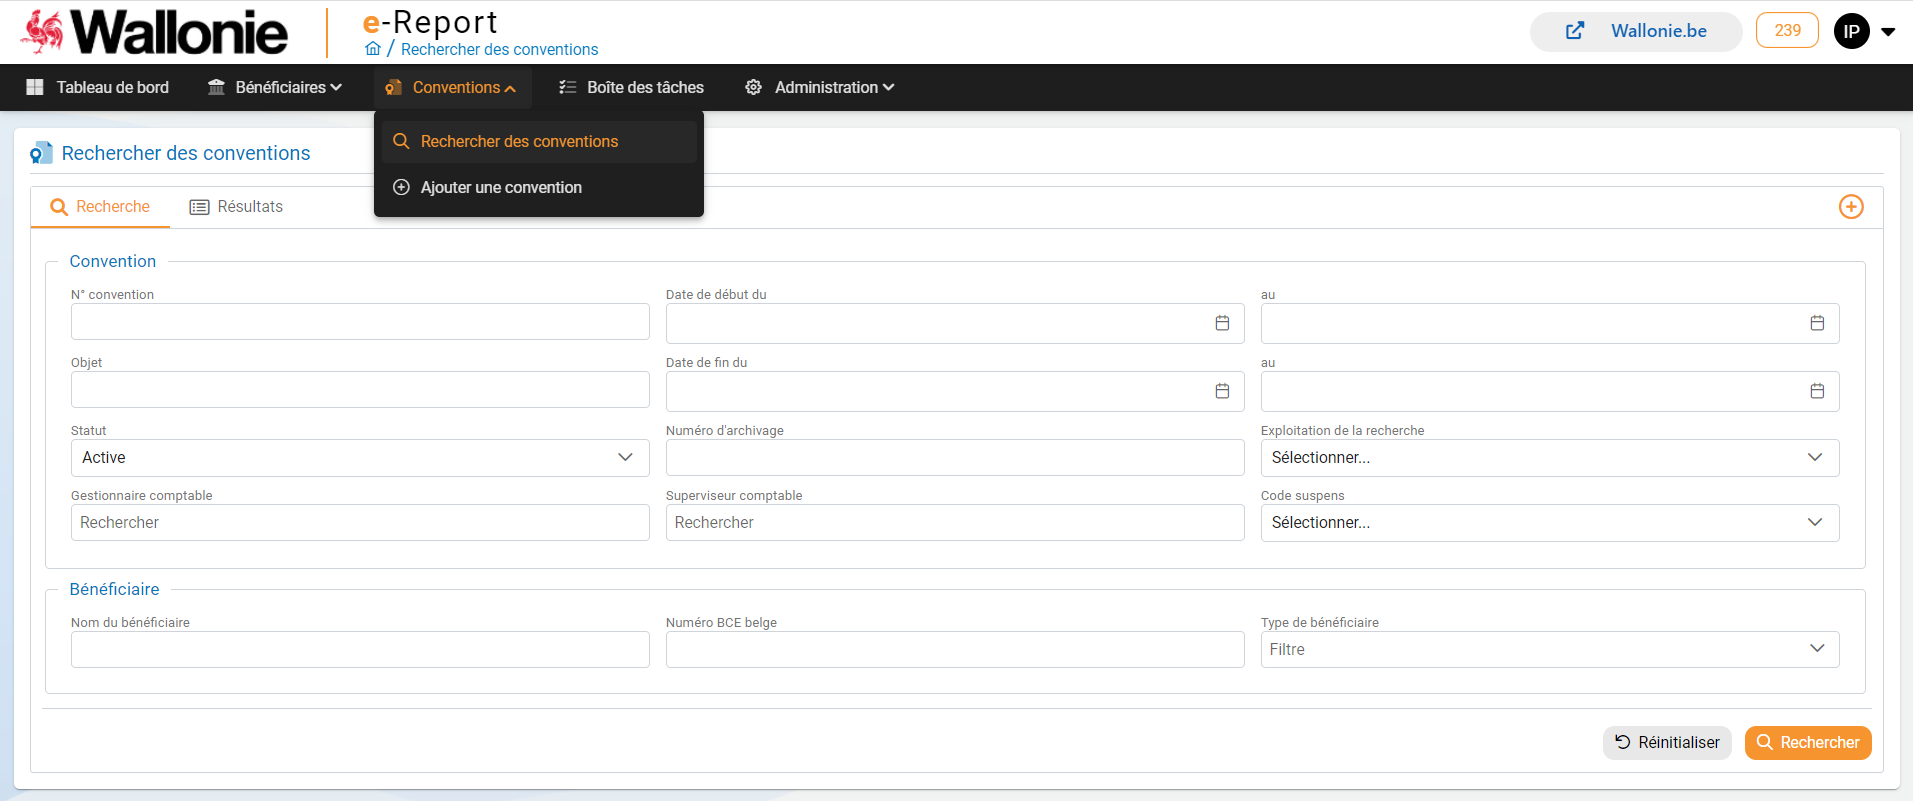 Wallonie
e-Report
/ Rechercher des conventions
Wallonie.be
239
IP
Tableau de bord
Bénéficiaires
Conventions
Boîte des tâches
Administration
Rechercher des conventions
Ajouter une convention
Rechercher des conventions
Recherche
Résultats
Convention
N° convention
Date de début du
au
Objet
Date de fin du
au
Statut
Numéro d'archivage
Exploitation de la recherche
Active
Sélectionner...
Gestionnaire comptable
Superviseur comptable
Code suspens
Rechercher
Rechercher
Sélectionner...
Bénéficiaire
Nom du bénéficiaire
Numéro BCE belge
Type de bénéficiaire
Filtre
Réinitialiser
Rechercher